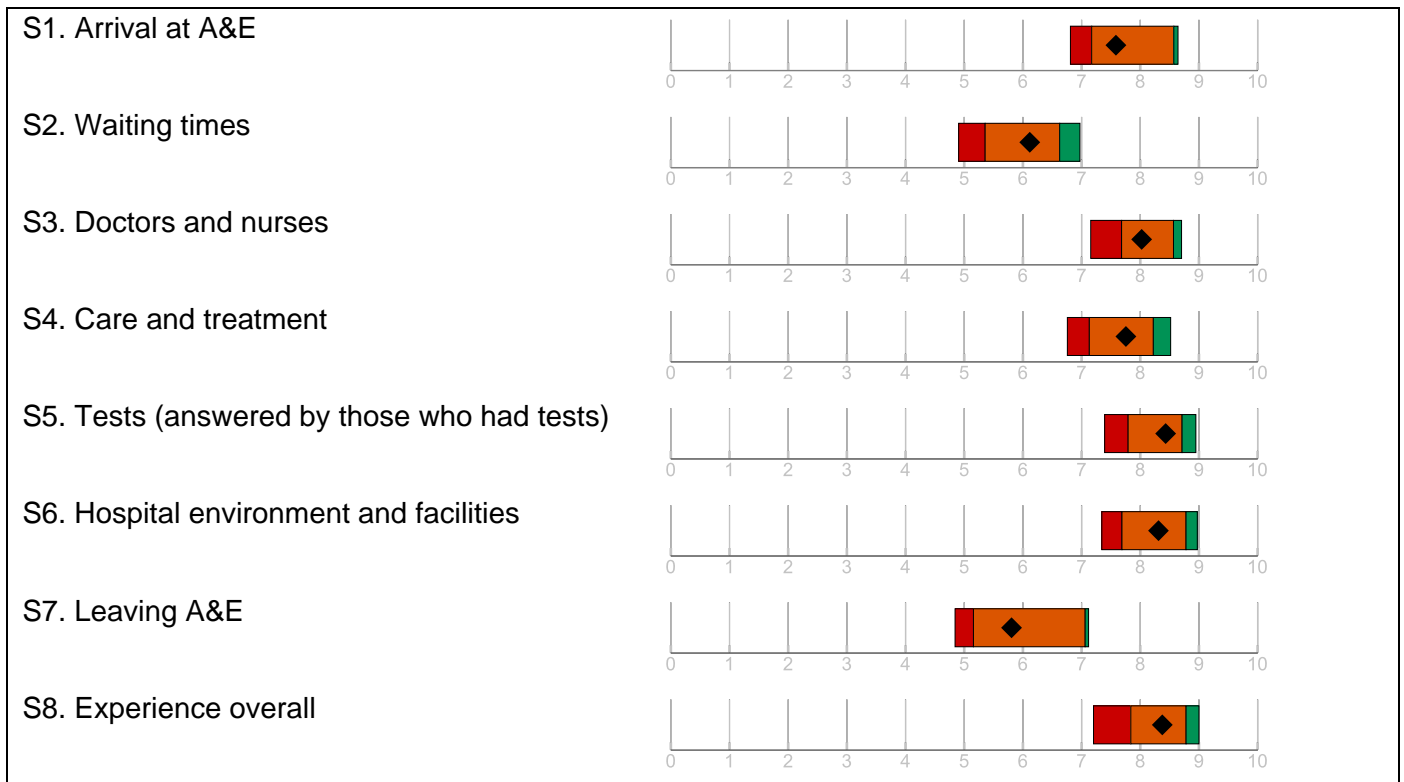 S1. Arrival at A&E
0 1 2 3 4 5 6 7 8 9 10
S2. Waiting times
0 1 2 3 4 5 6 7 8 9 10
S3. Doctors and nurses
0 1 2 3 4 5 6 7 8 9 10
S4. Care and treatment
0 1 2 3 4 5 6 7 8 9 10
S5. Tests (answered by those who had tests)
0 1 2 3 4 5 6 7 8 9 10
S6. Hospital environment and facilities
0 1 2 3 4 5 6 7 8 9 10
S7. Leaving A&E
0 1 2 3 4 5 6 7 8 9 10
S8. Experience overall
0 1 2 3 4 5 6 7 8 9 10